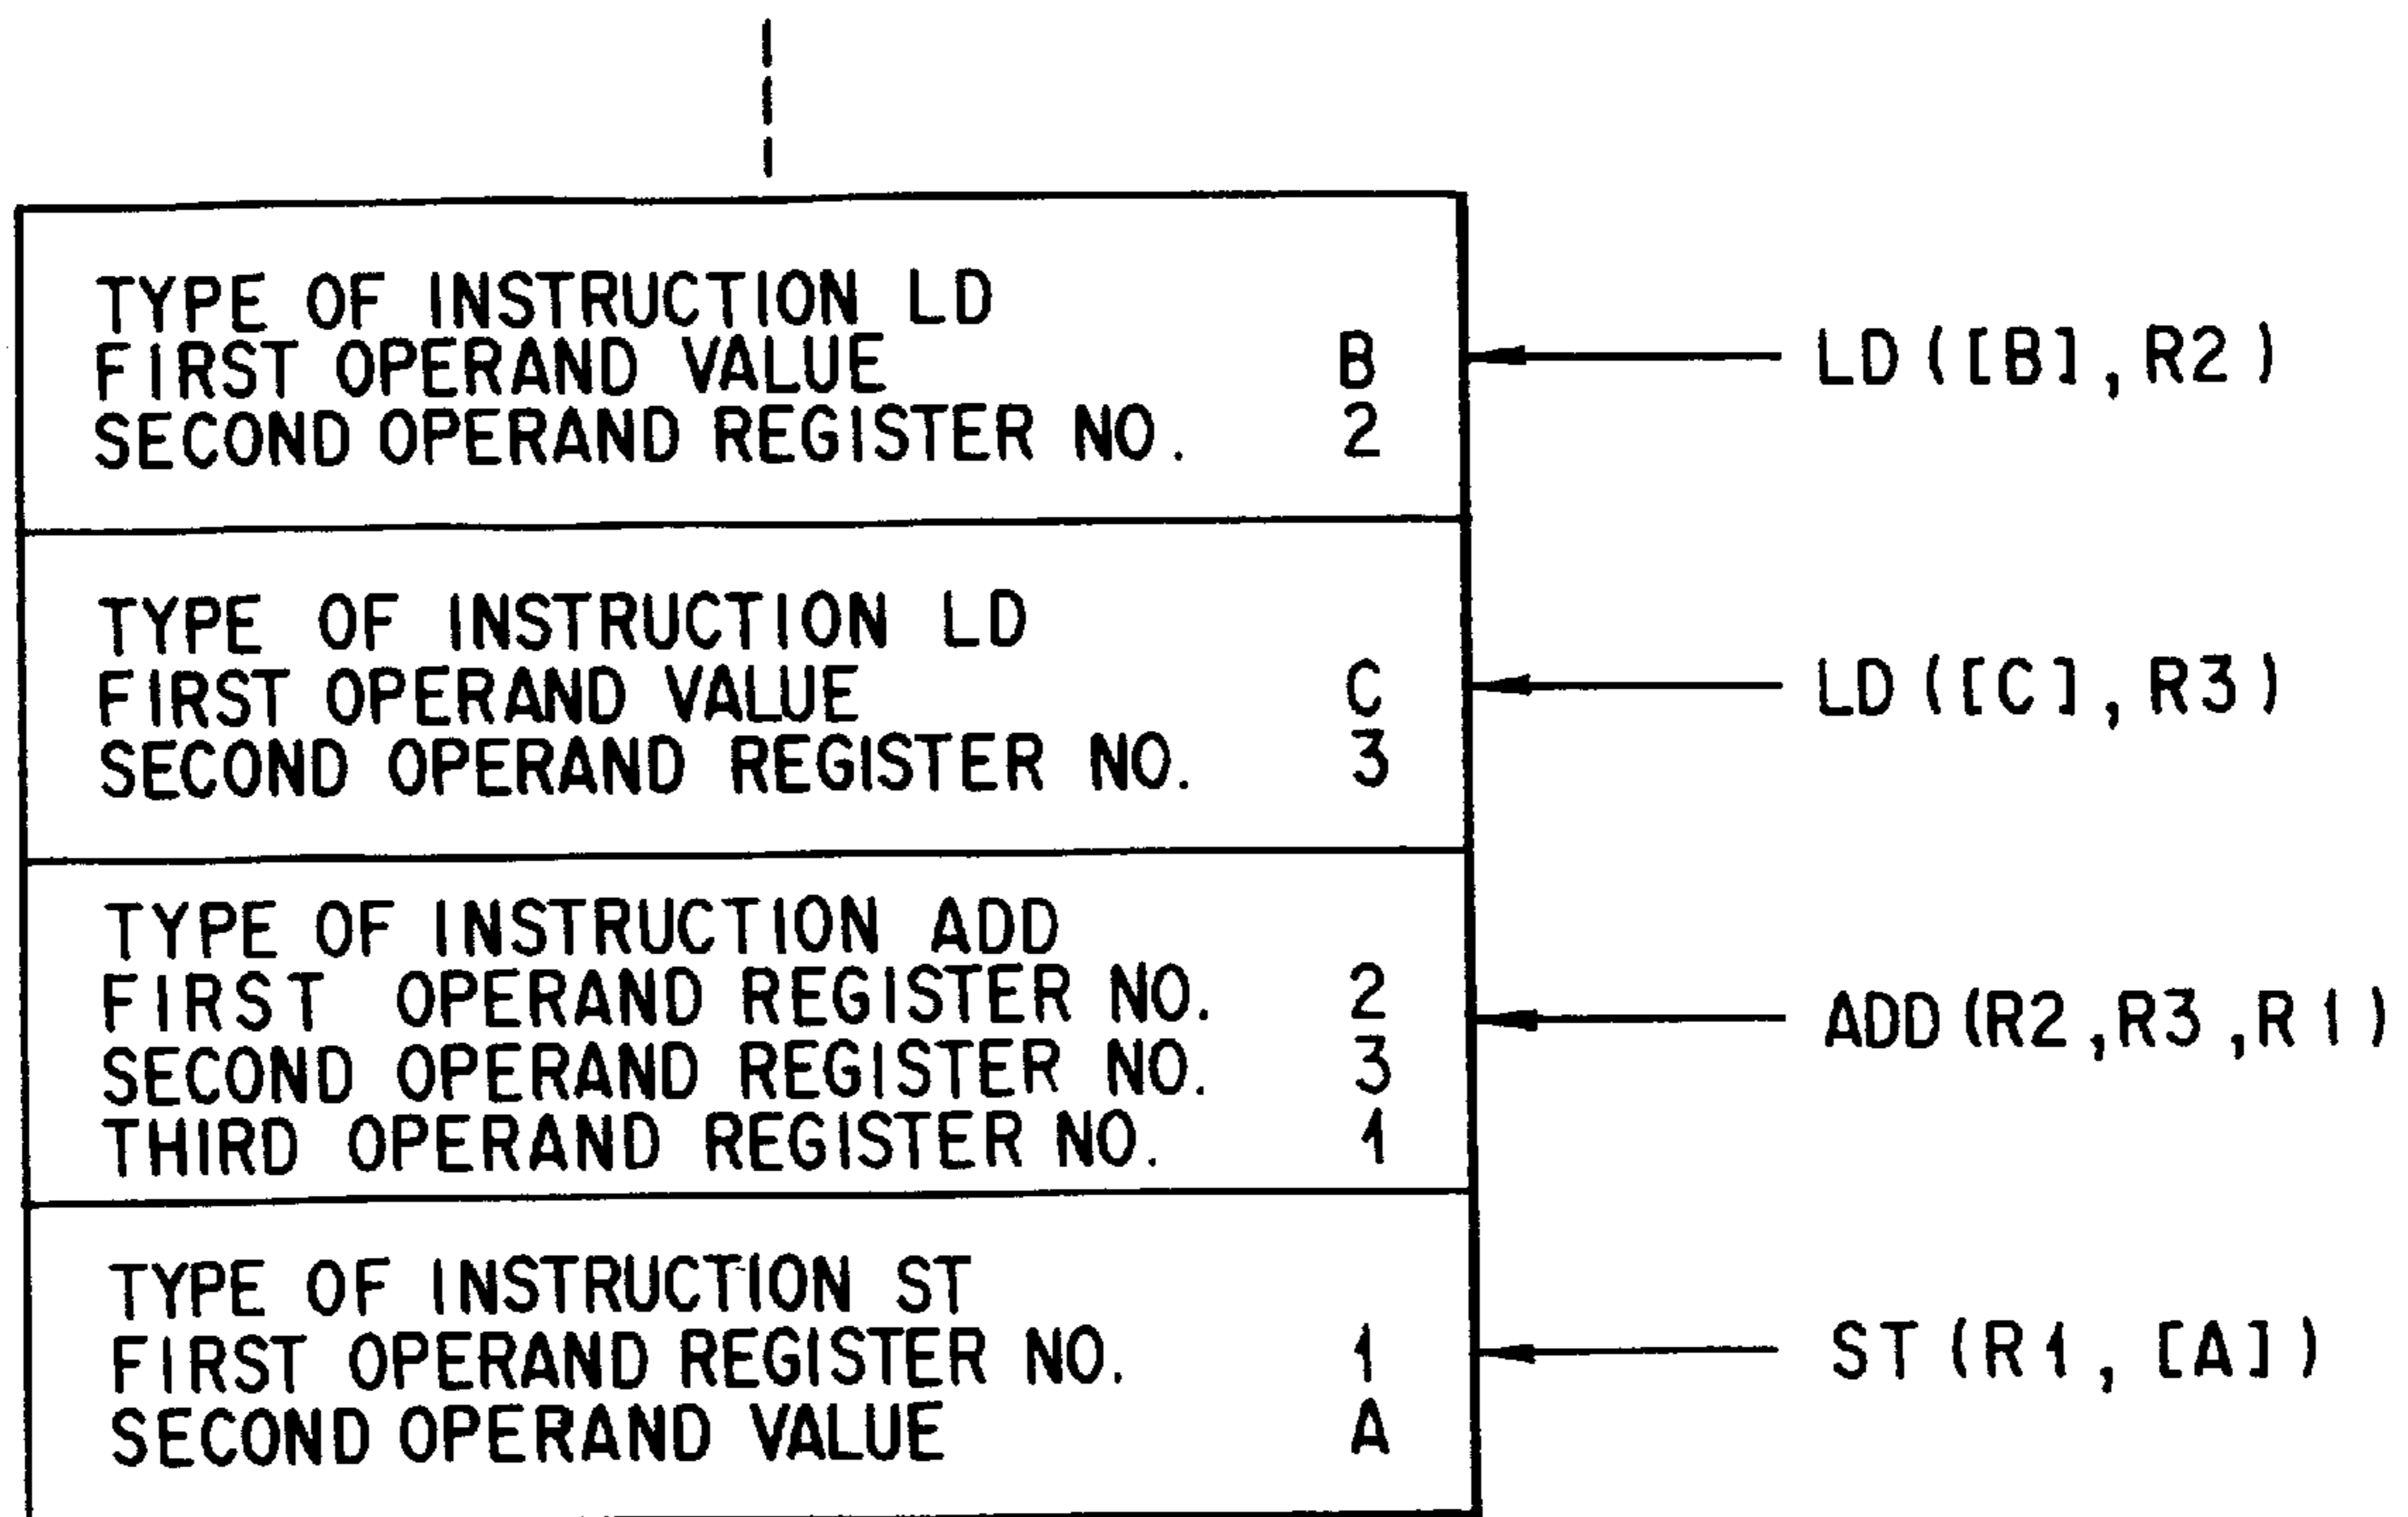 TYPE OF INSTRUCTION LD
FIRST OPERAND VALUE B
SECOND OPERAND REGISTER NO. 2
LD ([B], R2)
TYPE OF INSTRUCTION LD
FIRST OPERAND VALUE C
SECOND OPERAND REGISTER NO. 3
LD ([C], R3)
TYPE OF INSTRUCTION ADD
FIRST OPERAND REGISTER NO. 2
SECOND OPERAND REGISTER NO. 3
THIRD OPERAND REGISTER NO. 1
ADD (R2, R3, R1)
TYPE OF INSTRUCTION ST
FIRST OPERAND REGISTER NO. 1
SECOND OPERAND VALUE A
ST (R1, [A])